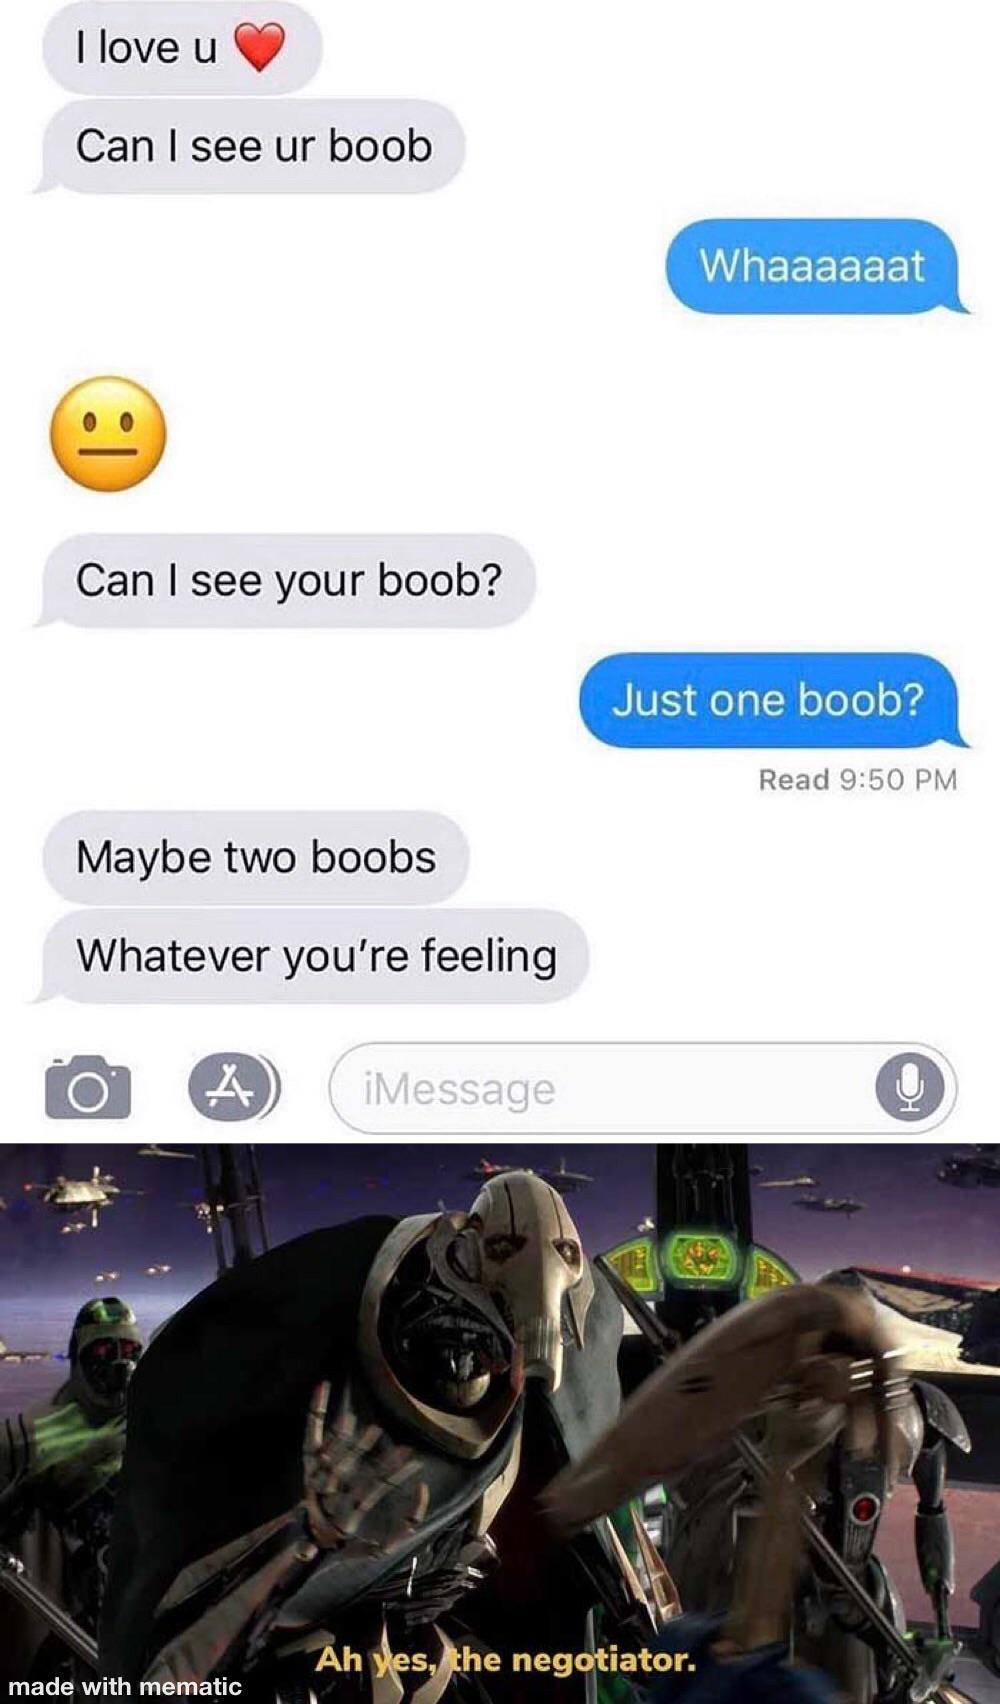 I love u ❤️
Can I see ur boob
Whaaaaaat
😐
Can I see your boob?
Just one boob?
Read 9:50 PM
Maybe two boobs
Whatever you're feeling
iMessage
Ah yes, the negotiator.
made with mematic